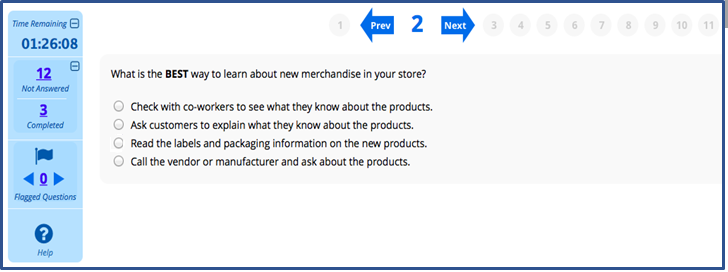 Time Remaining
01:26:08
12
Not Answered
3
Completed
0
Flagged Questions
Help
1 Prev 2 Next 3 4 5 6 7 8 9 10 11
What is the BEST way to learn about new merchandise in your store?
Check with co-workers to see what they know about the products.
Ask customers to explain what they know about the products.
Read the labels and packaging information on the new products.
Call the vendor or manufacturer and ask about the products.